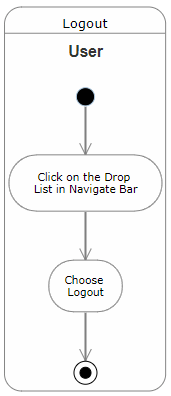 Logout
User
Click on the Drop
List in Navigate Bar
Choose
Logout